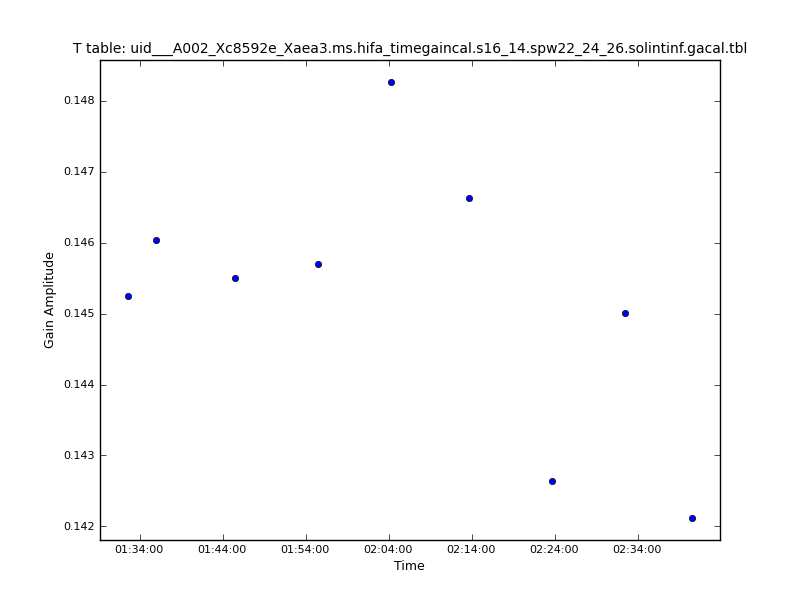 T table: uid___A002_Xc8592e_Xaea3.ms.hifa_timegaincal.s16_14.spw22_24_26.solintinf.gacal.tbl
0.148
0.147
0.146
0.145
0.144
0.143
0.142
Gain Amplitude
01:34:00 01:44:00 01:54:00 02:04:00 02:14:00 02:24:00 02:34:00
Time